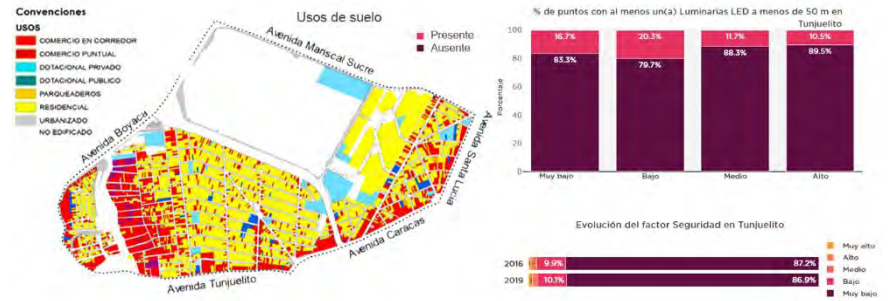 Convenciones
USOS
COMERCIO EN CORREDOR
COMERCIO PUNTUAL
DOTACIONAL PRIVADO
DOTACIONAL PUBLICO
PARQUEADEROS
RESIDENCIAL
URBANIZADO
NO EDIFICADO
Usos de suelo
Presente
Ausente
Avenida Mariscal Sucre
Avenida Boyaca
Avenida Santa Lucia
Avenida Caracas
Avenida Tunjuelito
% de puntos con al menos un(a) Luminarias LED a menos de 50 m en
Tunjuelito
Porcentaje
100
80
60
40
20
0
16.7% 20.3% 11.7% 10.5%
83.3% 79.7% 88.3% 89.5%
Muy bajo Bajo Medio Alto
Evolución del factor Seguridad en Tunjuelito
2016 9.9% 87.2%
2019 10.1% 86.9%
Muy alto
Alto
Medio
Bajo
Muy bajo